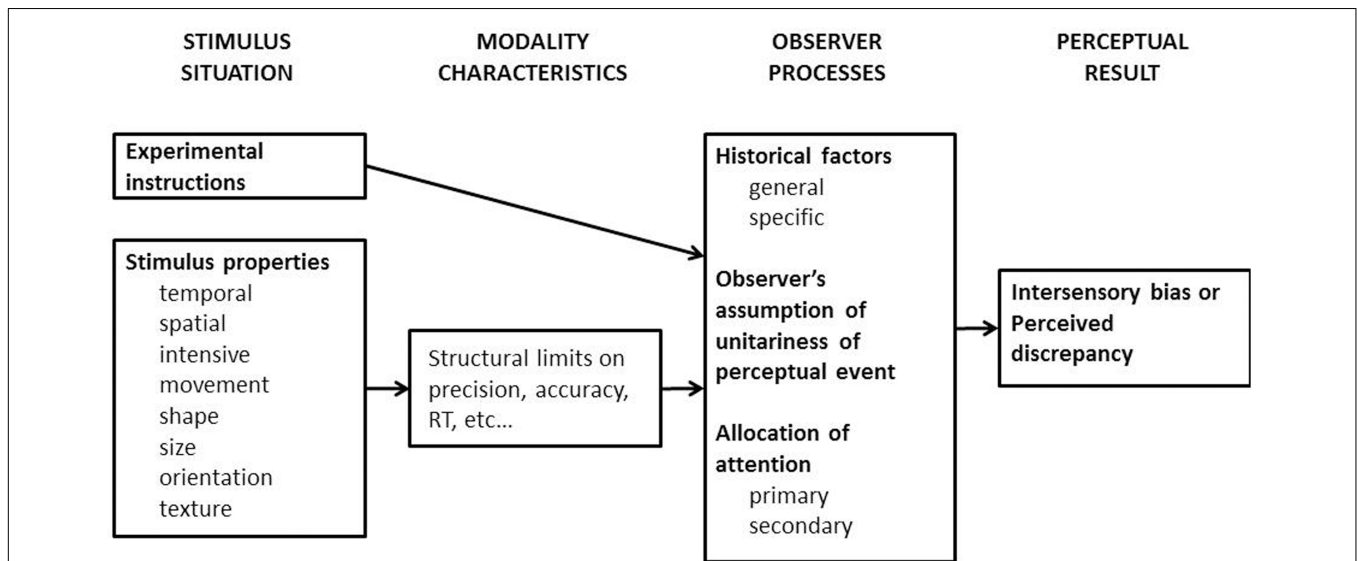 STIMULUS
SITUATION
MODALITY
CHARACTERISTICS
OBSERVER
PROCESSES
PERCEPTUAL
RESULT
Experimental
instructions
Stimulus properties
temporal
spatial
intensive
movement
shape
size
orientation
texture
Structural limits on
precision, accuracy,
RT, etc...
Historical factors
general
specific
Observer’s
assumption of
unitariness of
perceptual event
Allocation of
attention
primary
secondary
Intersensory bias or
Perceived
discrepancy